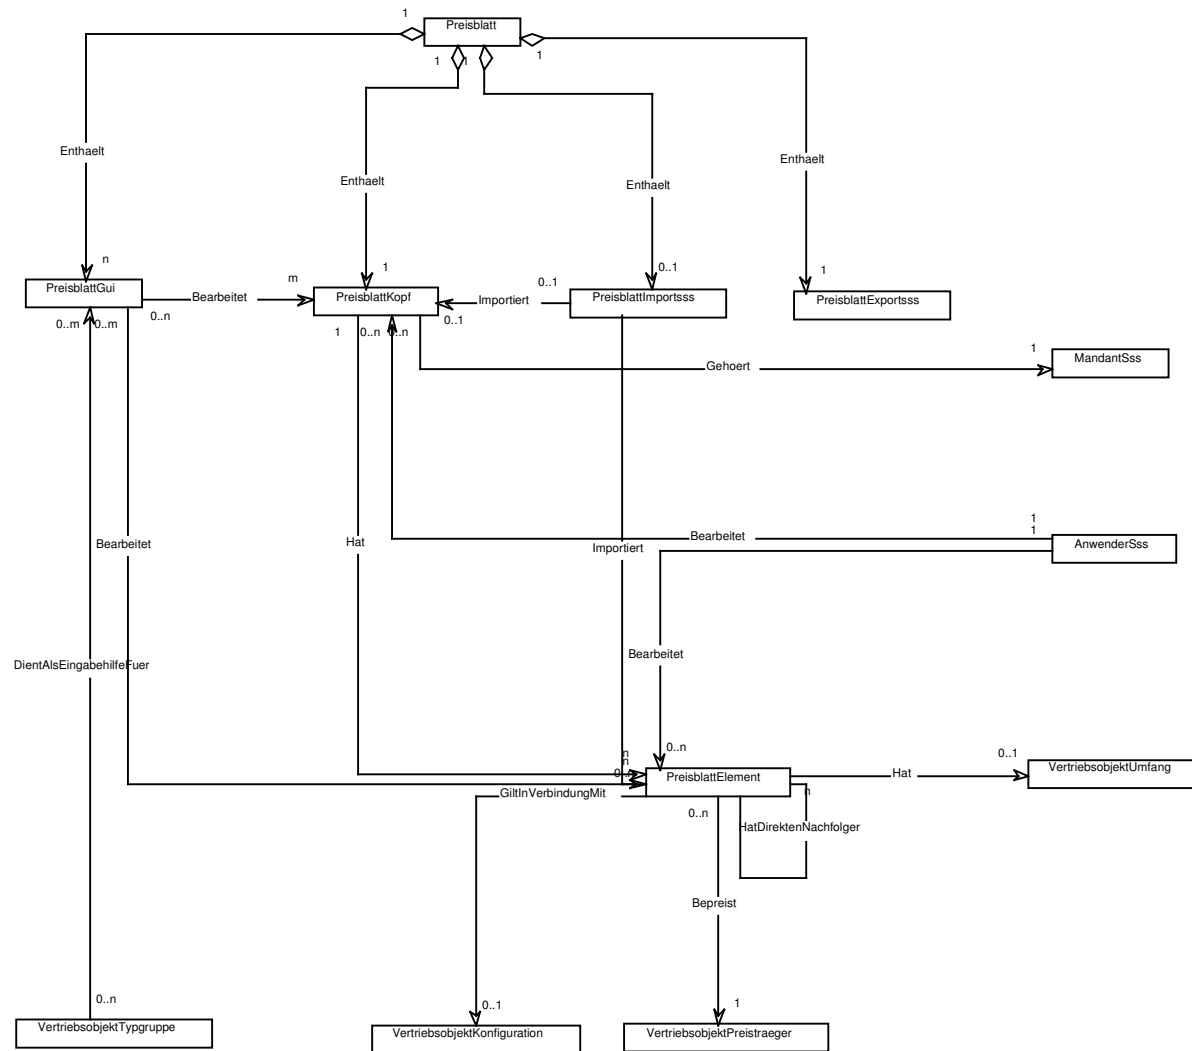 1
Preisblatt
1
1
1
Enthaelt
Enthaelt
Enthaelt
Enthaelt
n
1
0..1
1
m
0..1
PreisblattGui
Bearbeitet
PreisblattKopf
Importiert
PreisblattImportsss
PreisblattExportsss
0..m
0..m
0..n
1
0..n
0..n
0..1
1
Gehoert
MandantSss
1
1
Bearbeitet
Hat
Importiert
Bearbeitet
AnwenderSss
DientAlsEingabehilfeFuer
Bearbeitet
n
n
0..n
0..1
PreisblattElement
Hat
VertriebsobjektUmfang
GiltInVerbindungMit
n
0..n
HatDirektenNachfolger
Bepreist
0..n
0..1
1
VertriebsobjektTypgruppe
VertriebsobjektKonfiguration
VertriebsobjektPreistraeger